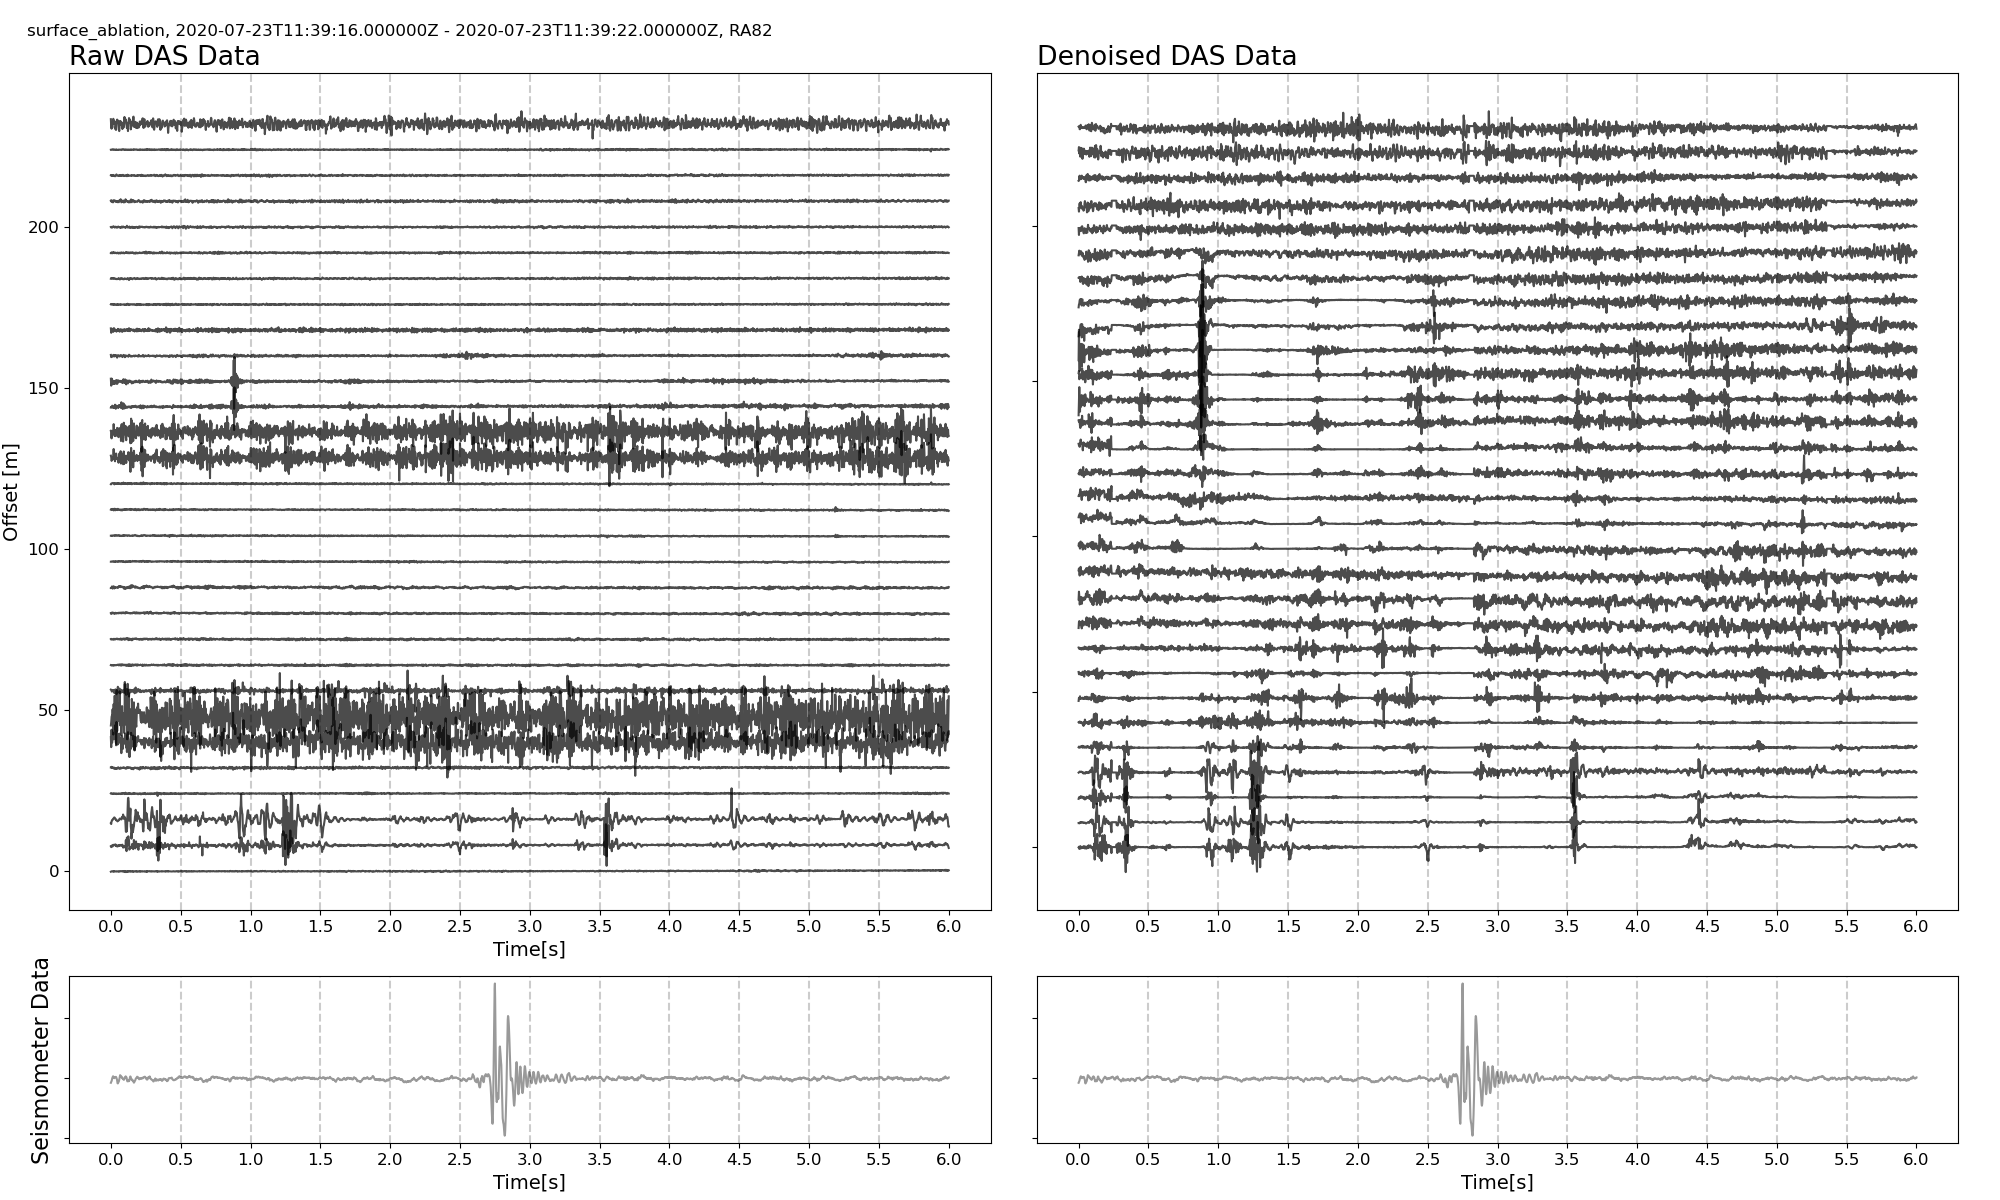 surface_ablation, 2020-07-23T11:39:16.000000Z - 2020-07-23T11:39:22.000000Z, RA82
Raw DAS Data
Denoised DAS Data
Offset [m]
200
150
100
50
0
0.0 0.5 1.0 1.5 2.0 2.5 3.0 3.5 4.0 4.5 5.0 5.5 6.0
Time[s]
0.0 0.5 1.0 1.5 2.0 2.5 3.0 3.5 4.0 4.5 5.0 5.5 6.0
Seismometer Data
0.0 0.5 1.0 1.5 2.0 2.5 3.0 3.5 4.0 4.5 5.0 5.5 6.0
Time[s]
0.0 0.5 1.0 1.5 2.0 2.5 3.0 3.5 4.0 4.5 5.0 5.5 6.0
Time[s]